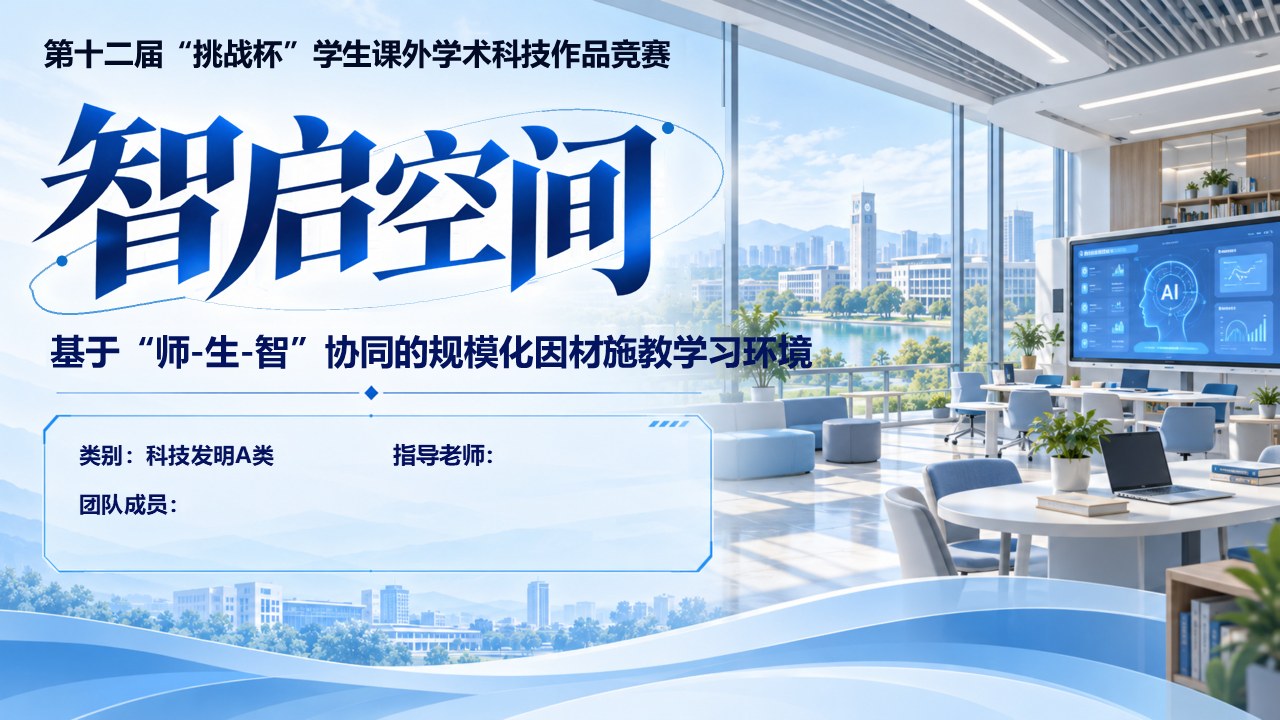 第十二届“挑战杯”学生课外学术科技作品竞赛
智启空间
基于“师-生-智”协同的规模化因材施教学习环境
类别：科技发明A类
指导老师：
团队成员：
AI